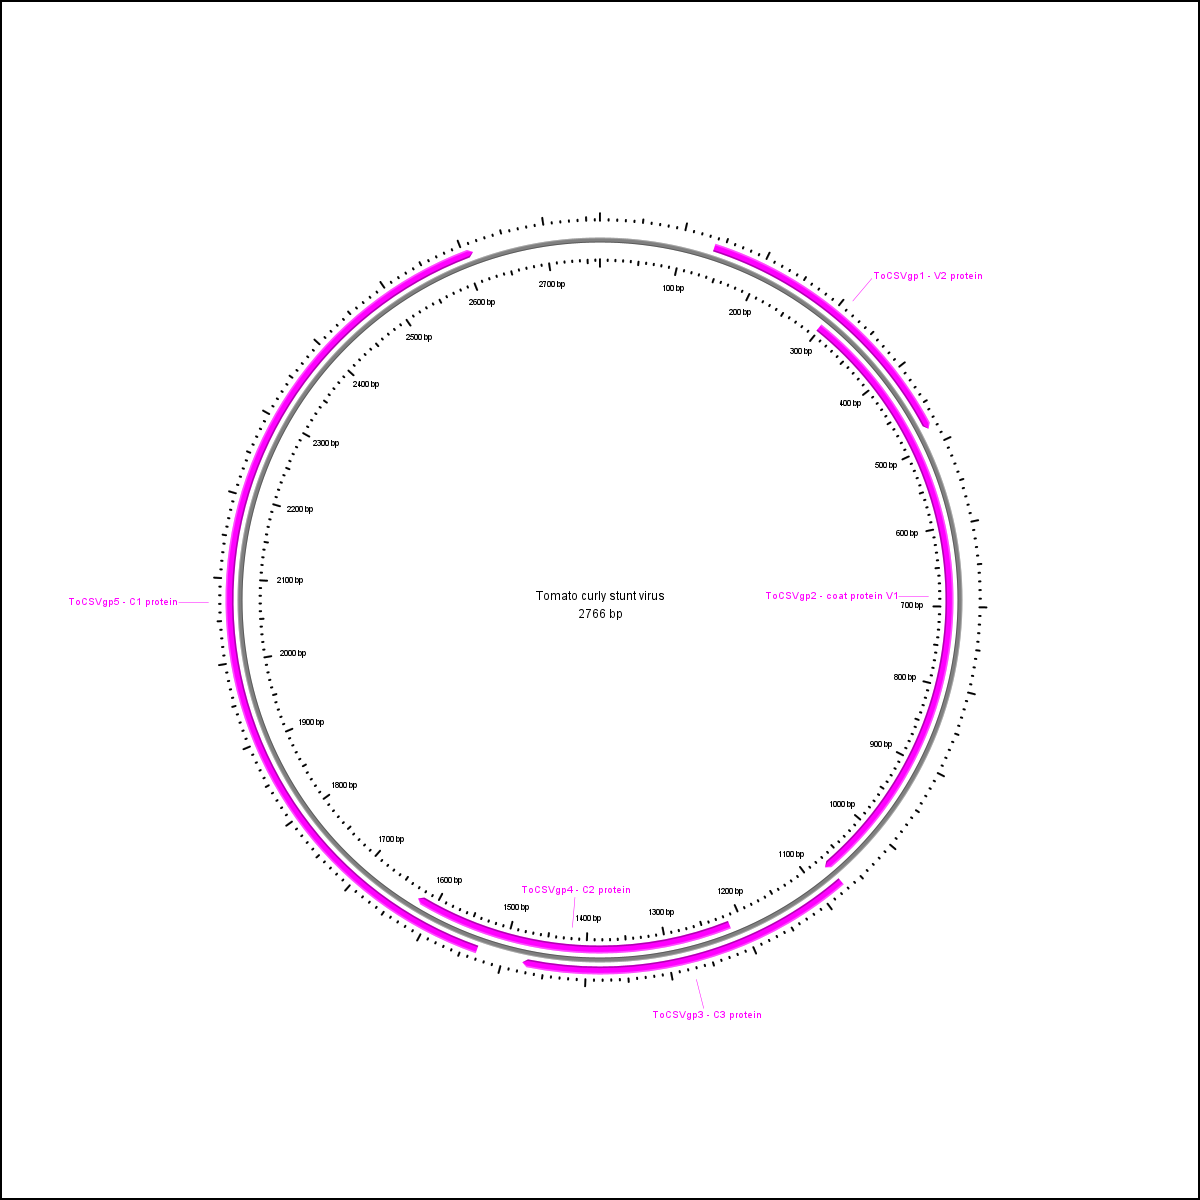 ToCSVgp1 - V2 protein
2700 bp
100 bp
2600 bp
200 bp
2500 bp
300 bp
2400 bp
400 bp
2300 bp
500 bp
2200 bp
600 bp
2100 bp
Tomato curly stunt virus
2766 bp
ToCSVgp5 - C1 protein
ToCSVgp2 - coat protein V1
700 bp
2000 bp
800 bp
1900 bp
900 bp
1800 bp
1000 bp
1700 bp
1100 bp
1600 bp
ToCSVgp4 - C2 protein
1200 bp
1500 bp
1400 bp
1300 bp
ToCSVgp3 - C3 protein